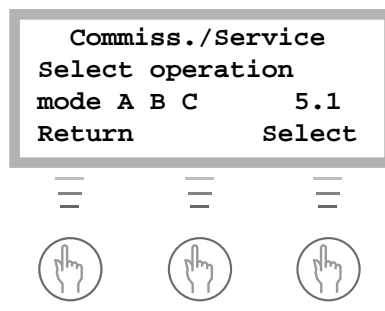 Commiss./Service
Select operation
mode A B C 5.1
Return Select